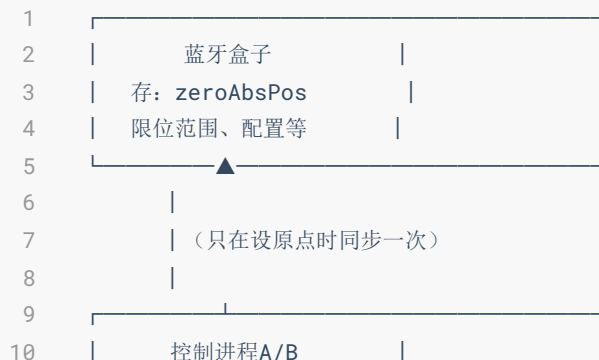 1
2 蓝牙盒子
3 存: zeroAbsPos
4 限位范围、配置等
5
6
7 (只在设原点时同步一次)
8
9
10 控制进程A/B